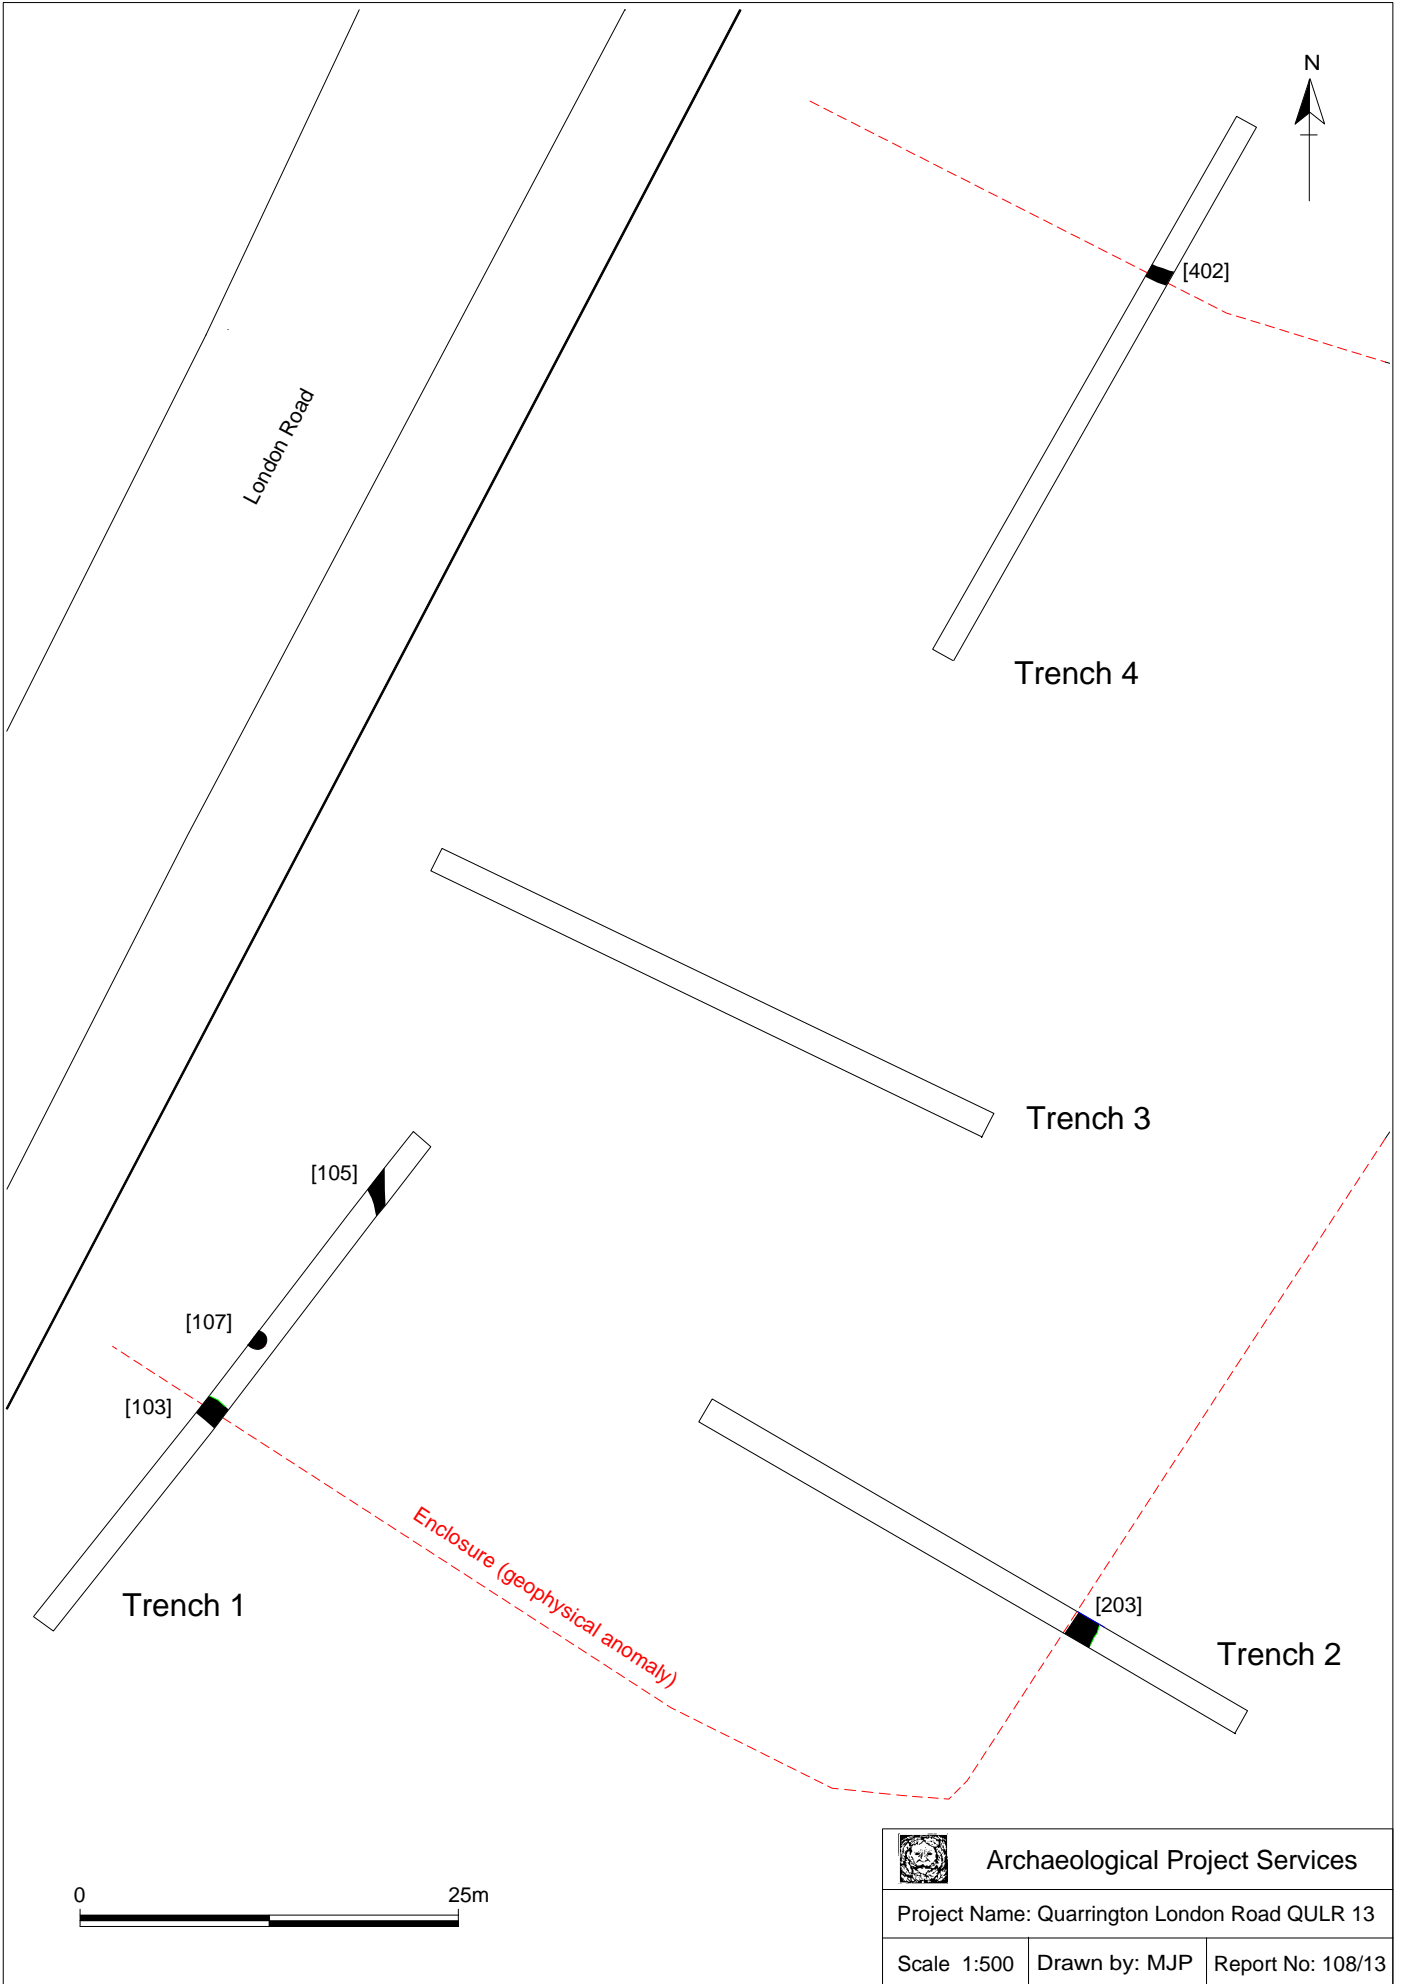 N
[402]
London Road
Trench 4
Trench 3
[105]
[107]
[103]
Enclosure (geophysical anomaly)
Trench 1
[203]
Trench 2
0 25m
Archaeological Project Services
Project Name: Quarrington London Road QULR 13
Scale 1:500 Drawn by: MJP Report No: 108/13